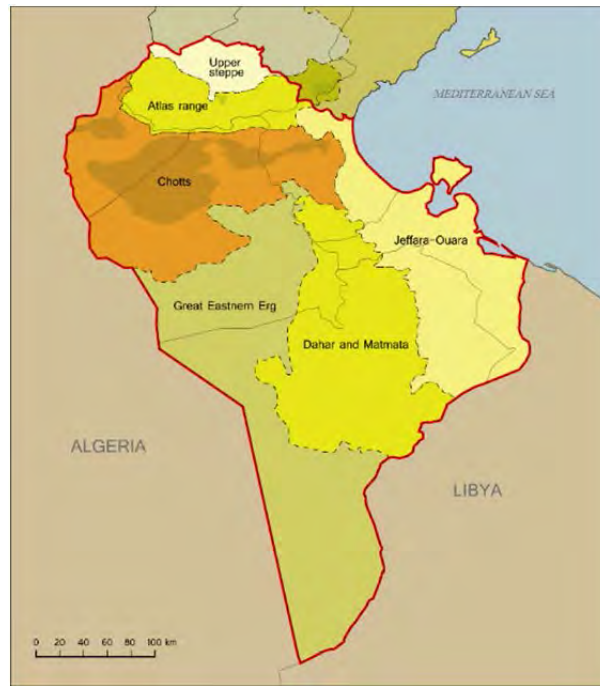 Upper
steppe
Atlas range
MEDITERRANEAN SEA
Chotts
Jeffara-Ouara
Great Eastnern Erg
Dahar and Matmata
ALGERIA
LIBYA
0 20 40 60 80 100 km